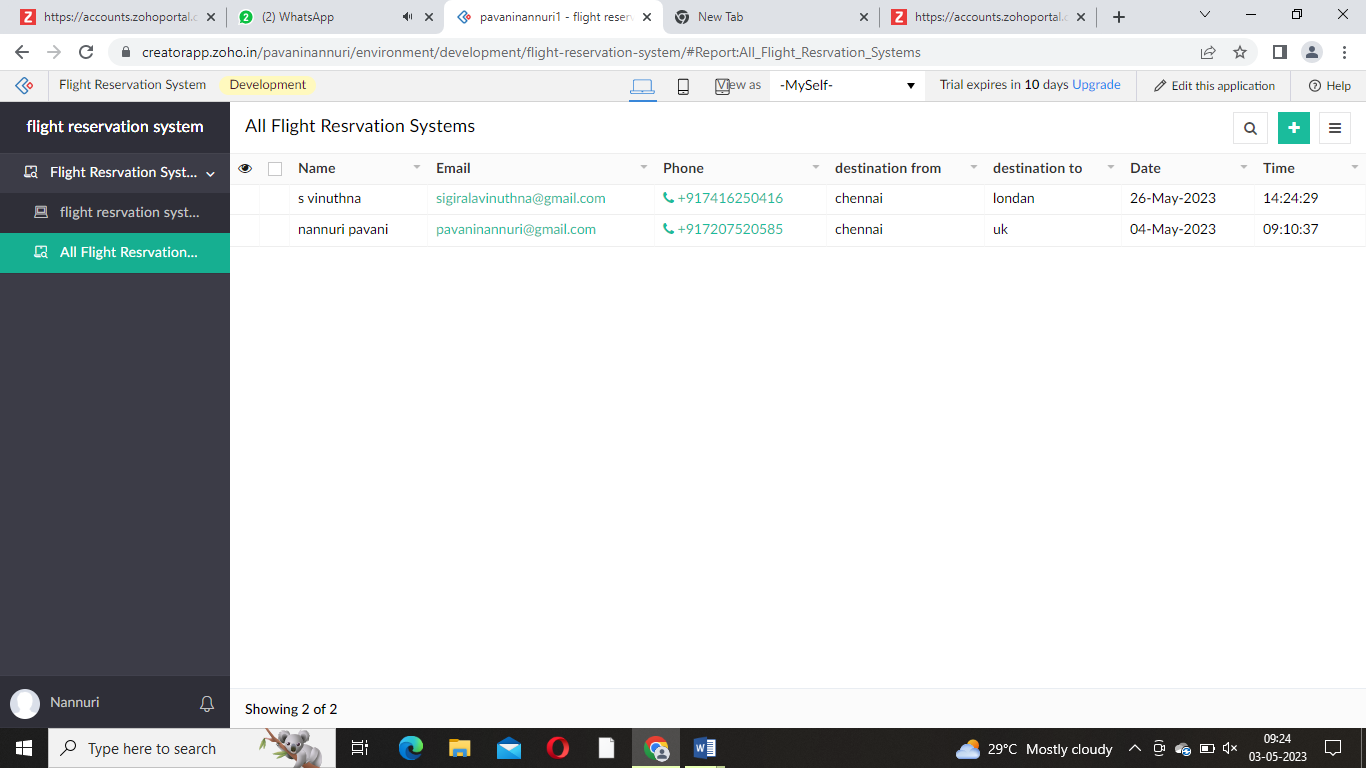 https://accounts.zohoportal.c
(2) WhatsApp
pavaninannuri1 - flight reser
New Tab
https://accounts.zohoportal.c
creatorapp.zoho.in/pavaninannuri/environment/development/flight-reservation-system/#Report:All_Flight_Resrvation_Systems
Flight Reservation System Development View as -MySelf- Trial expires in 10 days Upgrade Edit this application Help
flight reservation system
Flight Resrvation Syst...
flight resrvation syst...
All Flight Resrvation...
All Flight Resrvation Systems
Name Email Phone destination from destination to Date Time
s vinuthna sigiralavinuthna@gmail.com +917416250416 chennai londan 26-May-2023 14:24:29
nannuri pavani pavaninannuri@gmail.com +917207520585 chennai uk 04-May-2023 09:10:37
Nannuri
Showing 2 of 2
Type here to search
29°C Mostly cloudy
09:24
03-05-2023